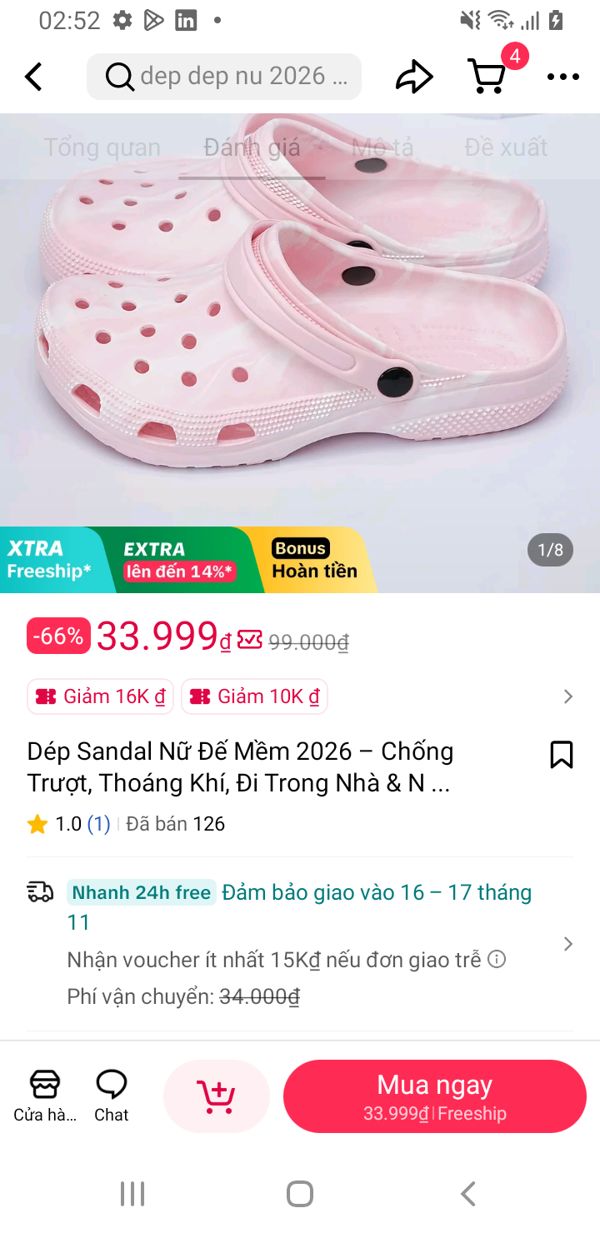 02:52
dep dep nu 2026 ...
4
Tổng quan Đánh giá Mô tả Đề xuất
XTRA
Freeship*
EXTRA
lên đến 14%*
Bonus
Hoàn tiền
1/8
-66% 33.999₫ 99.000₫
Giảm 16K ₫ Giảm 10K ₫
Dép Sandal Nữ Đế Mềm 2026 – Chống
Trượt, Thoáng Khí, Đi Trong Nhà & N ...
1.0 (1) Đã bán 126
Nhanh 24h free Đảm bảo giao vào 16 – 17 tháng
11
Nhận voucher ít nhất 15K₫ nếu đơn giao trễ
Phí vận chuyển: 34.000₫
Cửa hà...
Chat
Mua ngay
33.999₫ | Freeship